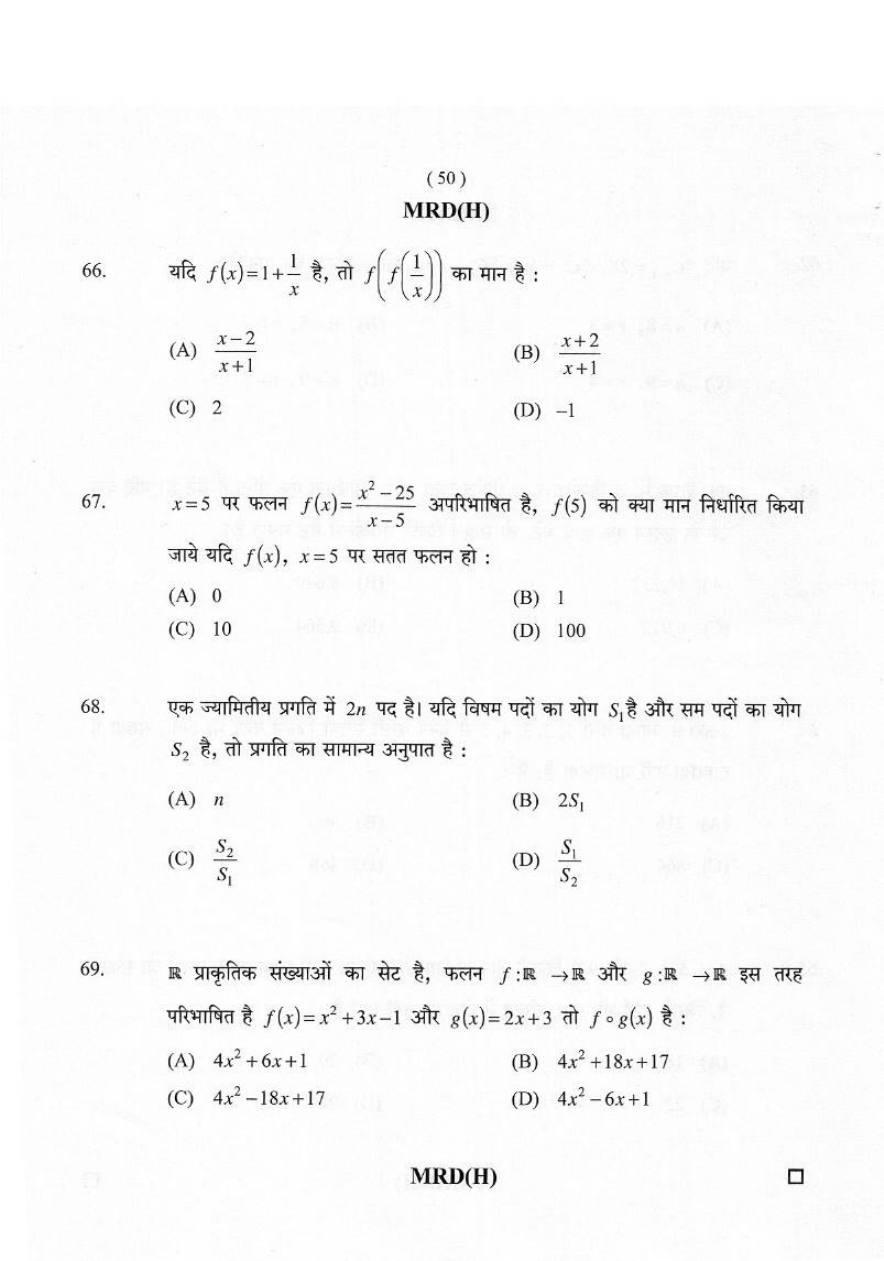 ( 50 )
MRD(H)
66. यदि f(x)=1+1/x है, तो f(f(1/x)) का मान है :
(A) (x−2)/(x+1) (B) (x+2)/(x+1)
(C) 2 (D) −1
67. x=5 पर फलन f(x)=(x²−25)/(x−5) अपरिभाषित है, f(5) को क्या मान निर्धारित किया
जाये यदि f(x), x=5 पर सतत फलन हो :
(A) 0 (B) 1
(C) 10 (D) 100
68. एक ज्यामितीय प्रगति में 2n पद है। यदि विषम पदों का योग S₁है और सम पदों का योग
S₂ है, तो प्रगति का सामान्य अनुपात है :
(A) n (B) 2S₁
(C) S₂/S₁ (D) S₁/S₂
69. ℝ प्राकृतिक संख्याओं का सेट है, फलन f :ℝ →ℝ और g :ℝ →ℝ इस तरह
परिभाषित है f(x)=x²+3x−1 और g(x)=2x+3 तो f∘g(x) है :
(A) 4x²+6x+1 (B) 4x²+18x+17
(C) 4x²−18x+17 (D) 4x²−6x+1
MRD(H)